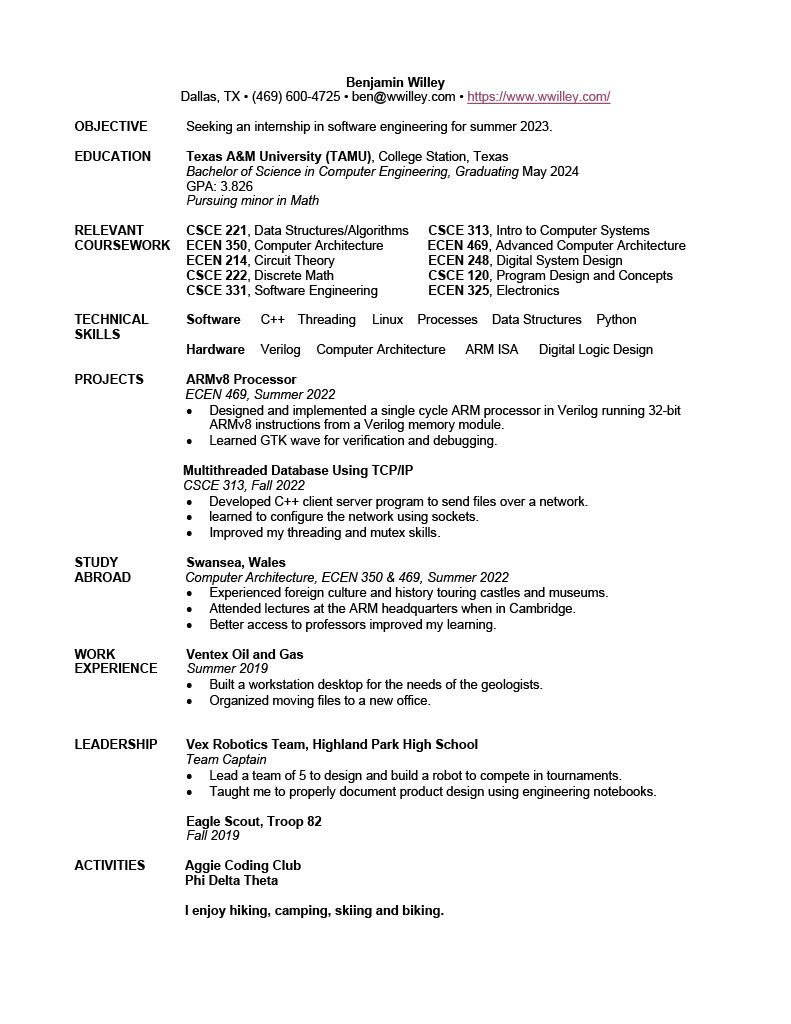 Benjamin Willey
Dallas, TX • (469) 600-4725 • ben@wwilley.com • https://www.wwilley.com/
OBJECTIVE Seeking an internship in software engineering for summer 2023.
EDUCATION Texas A&M University (TAMU), College Station, Texas
Bachelor of Science in Computer Engineering, Graduating May 2024
GPA: 3.826
Pursuing minor in Math
RELEVANT CSCE 221, Data Structures/Algorithms CSCE 313, Intro to Computer Systems
COURSEWORK ECEN 350, Computer Architecture ECEN 469, Advanced Computer Architecture
ECEN 214, Circuit Theory ECEN 248, Digital System Design
CSCE 222, Discrete Math CSCE 120, Program Design and Concepts
CSCE 331, Software Engineering ECEN 325, Electronics
TECHNICAL Software C++ Threading Linux Processes Data Structures Python
SKILLS
Hardware Verilog Computer Architecture ARM ISA Digital Logic Design
PROJECTS ARMv8 Processor
ECEN 469, Summer 2022
• Designed and implemented a single cycle ARM processor in Verilog running 32-bit
ARMv8 instructions from a Verilog memory module.
• Learned GTK wave for verification and debugging.
Multithreaded Database Using TCP/IP
CSCE 313, Fall 2022
• Developed C++ client server program to send files over a network.
• learned to configure the network using sockets.
• Improved my threading and mutex skills.
STUDY Swansea, Wales
ABROAD Computer Architecture, ECEN 350 & 469, Summer 2022
• Experienced foreign culture and history touring castles and museums.
• Attended lectures at the ARM headquarters when in Cambridge.
• Better access to professors improved my learning.
WORK Ventex Oil and Gas
EXPERIENCE Summer 2019
• Built a workstation desktop for the needs of the geologists.
• Organized moving files to a new office.
LEADERSHIP Vex Robotics Team, Highland Park High School
Team Captain
• Lead a team of 5 to design and build a robot to compete in tournaments.
• Taught me to properly document product design using engineering notebooks.
Eagle Scout, Troop 82
Fall 2019
ACTIVITIES Aggie Coding Club
Phi Delta Theta
I enjoy hiking, camping, skiing and biking.